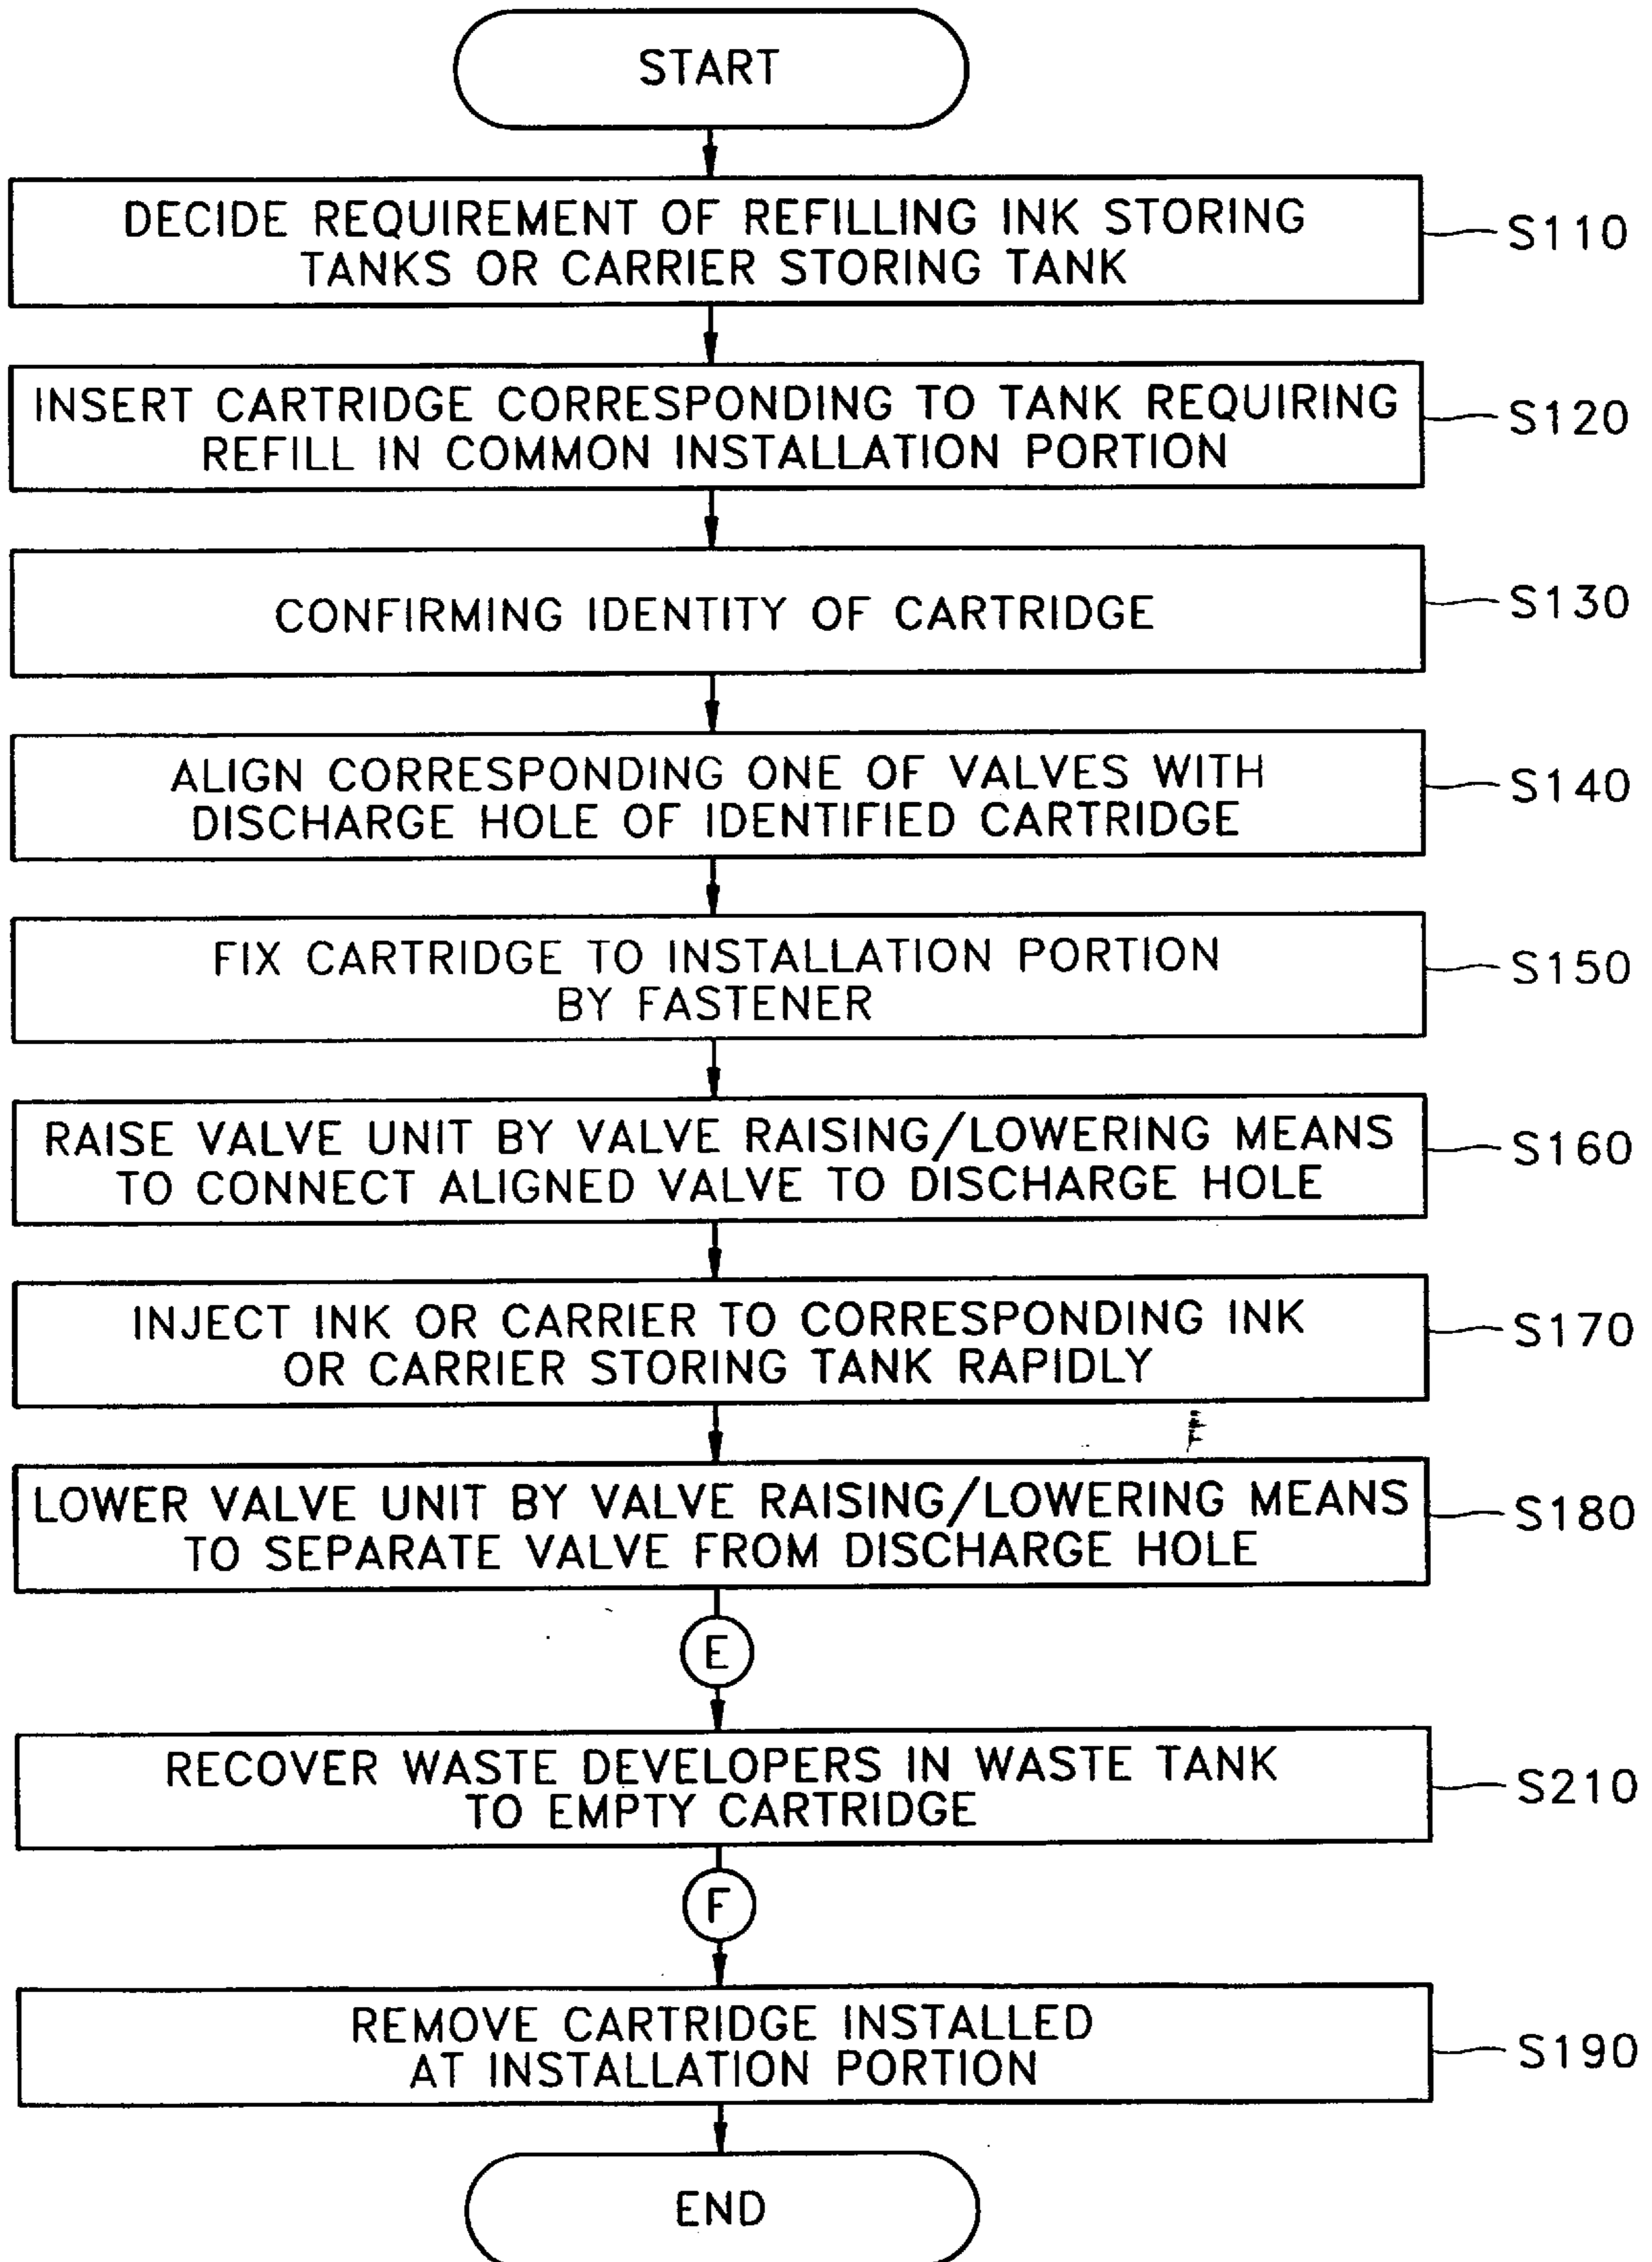 START
DECIDE REQUIREMENT OF REFILLING INK STORING
TANKS OR CARRIER STORING TANK
S110
INSERT CARTRIDGE CORRESPONDING TO TANK REQUIRING
REFILL IN COMMON INSTALLATION PORTION
S120
CONFIRMING IDENTITY OF CARTRIDGE
S130
ALIGN CORRESPONDING ONE OF VALVES WITH
DISCHARGE HOLE OF IDENTIFIED CARTRIDGE
S140
FIX CARTRIDGE TO INSTALLATION PORTION
BY FASTENER
S150
RAISE VALVE UNIT BY VALVE RAISING/LOWERING MEANS
TO CONNECT ALIGNED VALVE TO DISCHARGE HOLE
S160
INJECT INK OR CARRIER TO CORRESPONDING INK
OR CARRIER STORING TANK RAPIDLY
S170
LOWER VALVE UNIT BY VALVE RAISING/LOWERING MEANS
TO SEPARATE VALVE FROM DISCHARGE HOLE
S180
E
RECOVER WASTE DEVELOPERS IN WASTE TANK
TO EMPTY CARTRIDGE
S210
F
REMOVE CARTRIDGE INSTALLED
AT INSTALLATION PORTION
S190
END